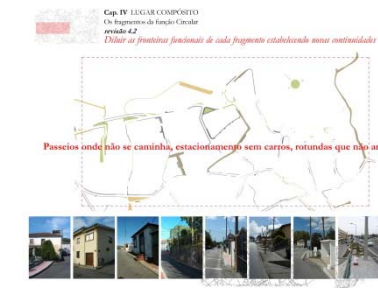 Cap. IV LUGAR COMPÓSITO
Os fragmentos da função Circular
revisão 4.2
Diluir as fronteiras funcionais de cada fragmento estabelecendo novas continuidades
Passeios onde não se caminha, estacionamento sem carros, rotundas que não